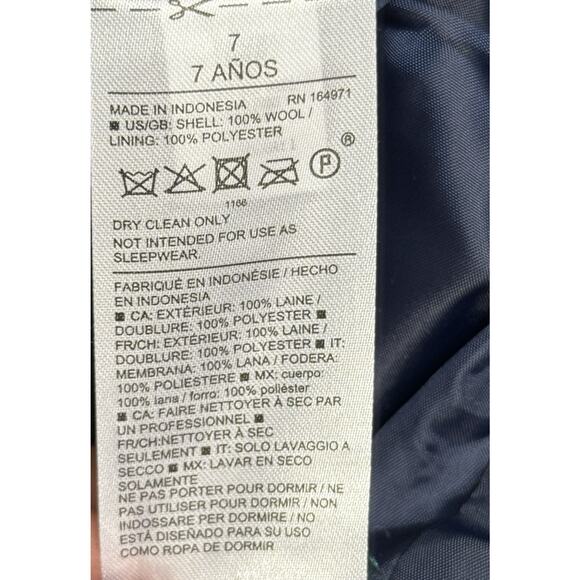 7
7 AÑOS
MADE IN INDONESIA RN 164971
■ US/GB: SHELL: 100% WOOL /
LINING: 100% POLYESTER
P ®
1166
DRY CLEAN ONLY
NOT INTENDED FOR USE AS
SLEEPWEAR.
FABRIQUÉ EN INDONÉSIE / HECHO
EN INDONESIA
■ CA: EXTÉRIEUR: 100% LAINE /
DOUBLURE: 100% POLYESTER ■
FR/CH: EXTÉRIEUR: 100% LAINE /
DOUBLURE: 100% POLYESTER ■ IT:
MEMBRANA: 100% LANA / FODERA:
100% POLIESTERE ■ MX: cuerpo:
100% lana / forro: 100% poliéster
■ CA: FAIRE NETTOYER À SEC PAR
UN PROFESSIONNEL ■
FR/CH:NETTOYER À SEC
SEULEMENT ■ IT: SOLO LAVAGGIO A
SECCO ■ MX: LAVAR EN SECO
SOLAMENTE
NE PAS PORTER POUR DORMIR / NE
PAS UTILISER POUR DORMIR / NON
INDOSSARE PER DORMIRE / NO
ESTÁ DISEÑADO PARA SU USO
COMO ROPA DE DORMIR